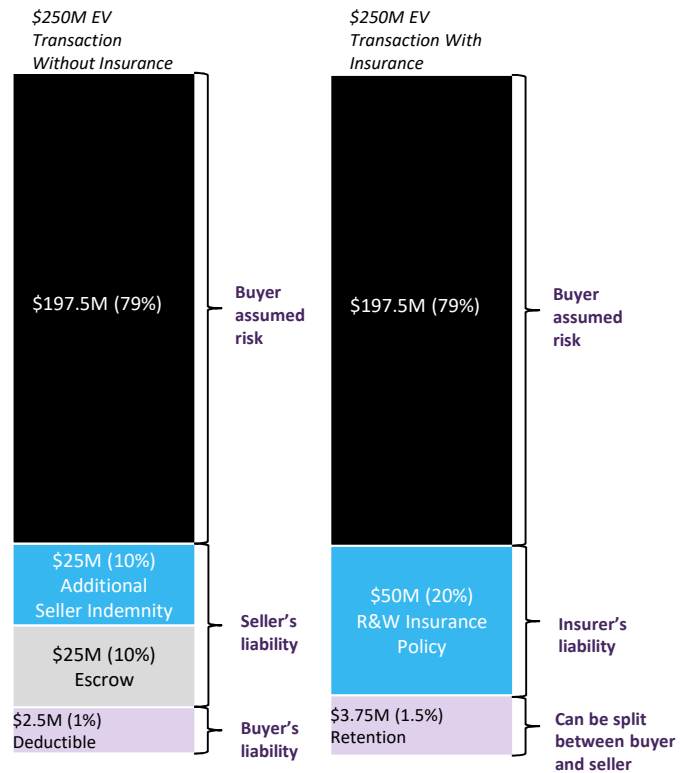 $250M EV
Transaction
Without Insurance
$197.5M (79%)
Buyer
assumed
risk
$25M (10%)
Additional
Seller Indemnity
$25M (10%)
Escrow
Seller’s
liability
$2.5M (1%)
Deductible
Buyer’s
liability
$250M EV
Transaction With
Insurance
$197.5M (79%)
Buyer
assumed
risk
$50M (20%)
R&W Insurance
Policy
Insurer’s
liability
$3.75M (1.5%)
Retention
Can be split
between buyer
and seller